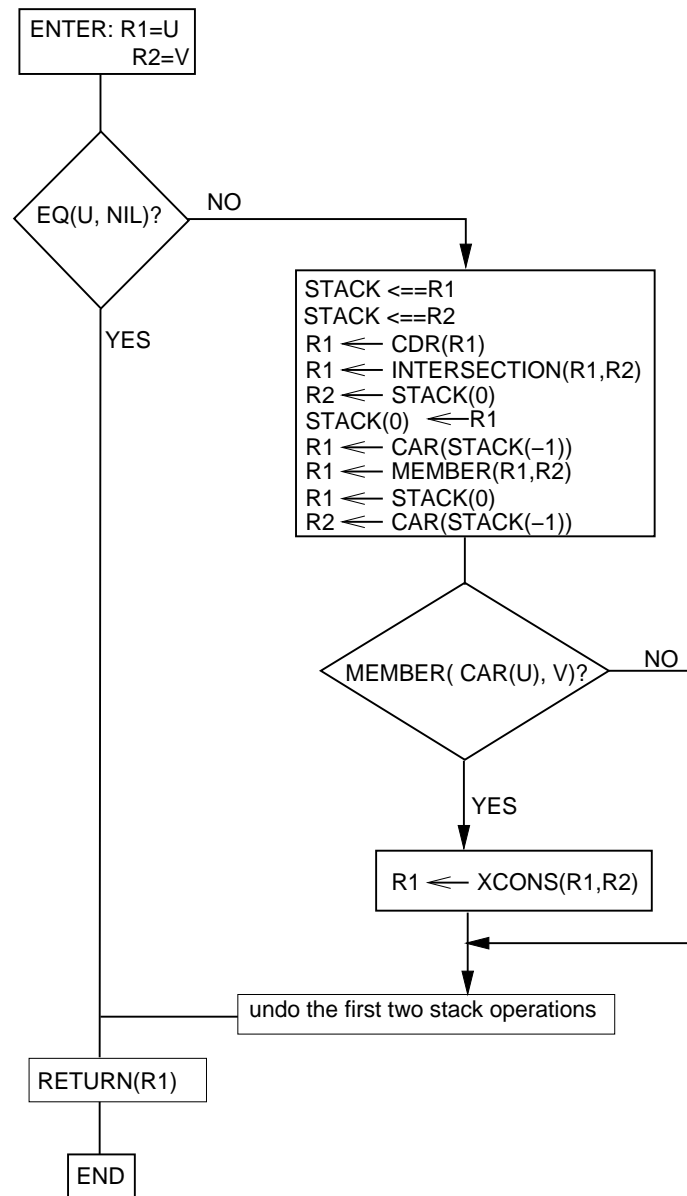 ENTER: R1=U
R2=V
EQ(U, NIL)?
NO
YES
STACK <==R1
STACK <==R2
R1 ← CDR(R1)
R1 ← INTERSECTION(R1,R2)
R2 ← STACK(0)
STACK(0) ← R1
R1 ← CAR(STACK(−1))
R1 ← MEMBER(R1,R2)
R1 ← STACK(0)
R2 ← CAR(STACK(−1))
MEMBER( CAR(U), V)?
NO
YES
R1 ← XCONS(R1,R2)
undo the first two stack operations
RETURN(R1)
END